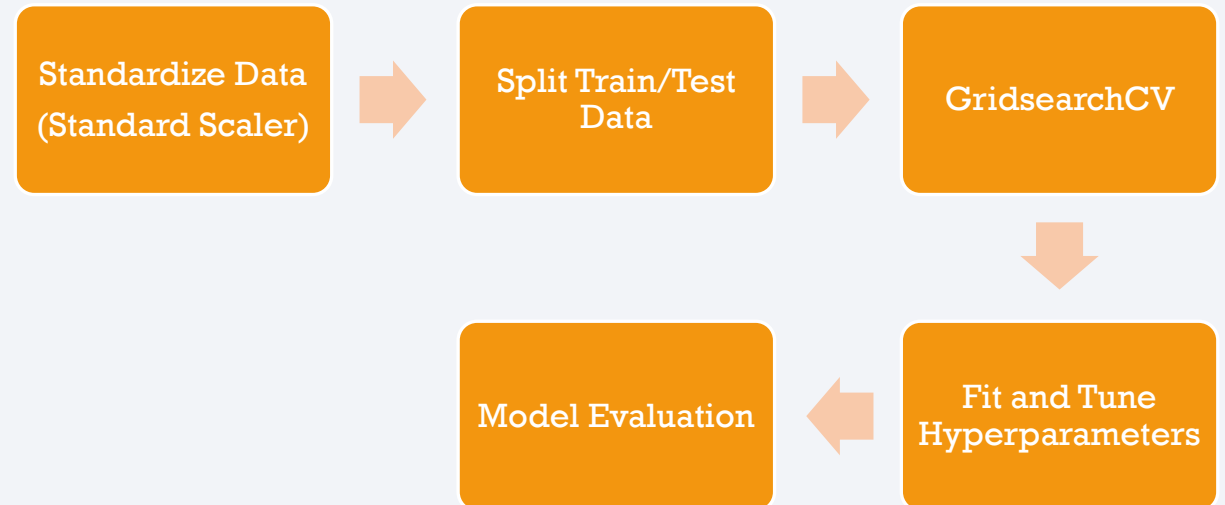 Standardize Data
(Standard Scaler)
Split Train/Test
Data
GridsearchCV
Fit and Tune
Hyperparameters
Model Evaluation